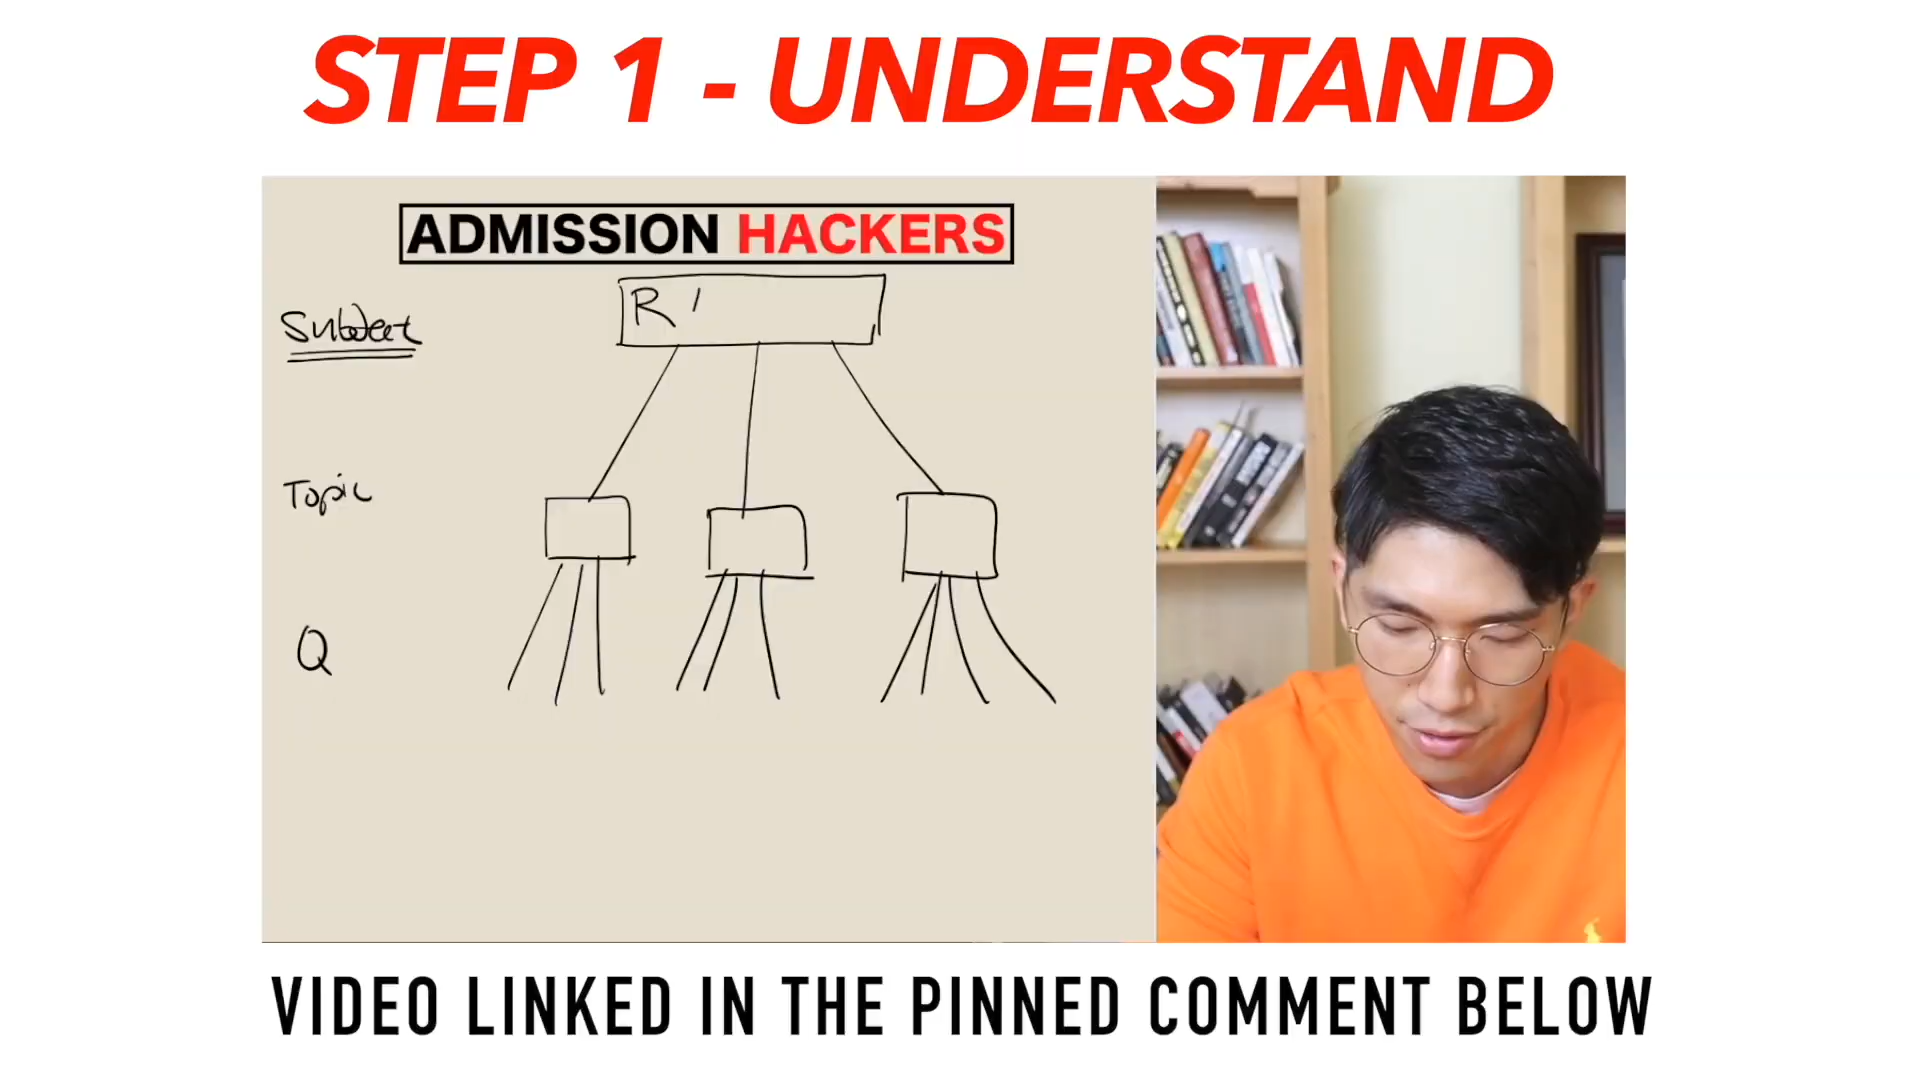 STEP 1 - UNDERSTAND
ADMISSION HACKERS
R
Subject
Topic
Q
VIDEO LINKED IN THE PINNED COMMENT BELOW